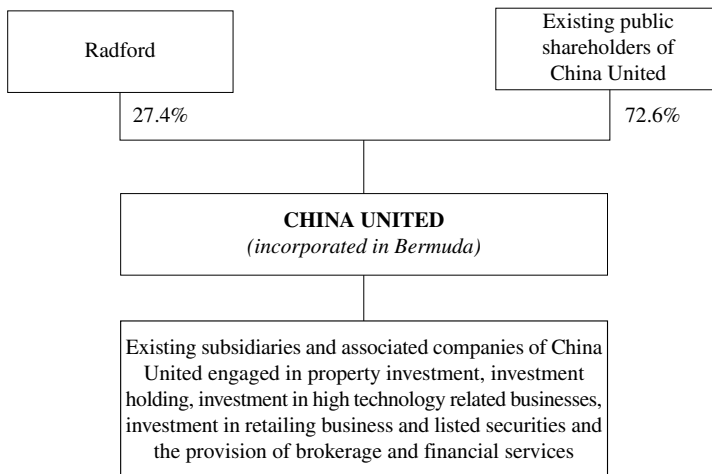 Radford
Existing public
shareholders of
China United
27.4%
72.6%
CHINA UNITED
(incorporated in Bermuda)
Existing subsidiaries and associated companies of China
United engaged in property investment, investment
holding, investment in high technology related businesses,
investment in retailing business and listed securities and
the provision of brokerage and financial services